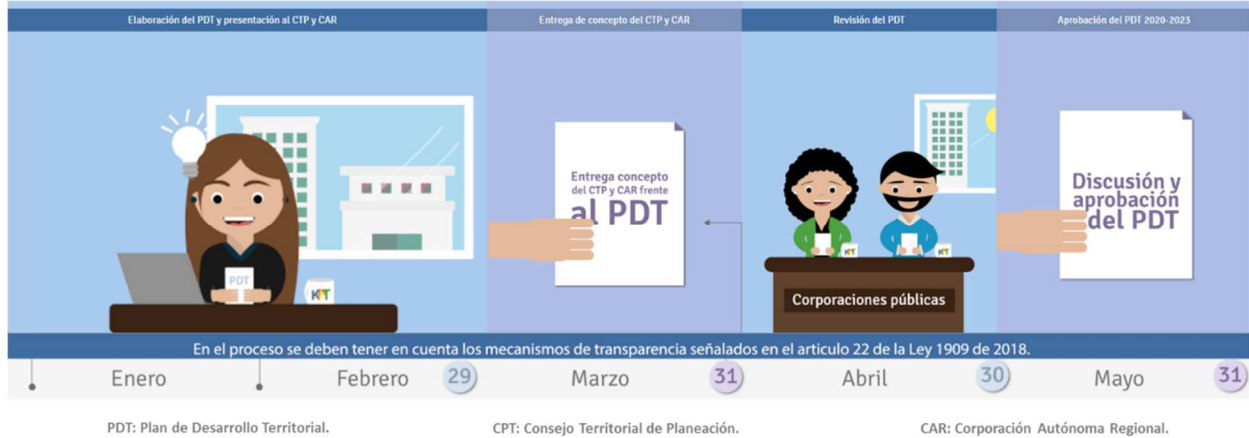 Elaboración del PDT y presentación al CTP y CAR
Entrega de concepto del CTP y CAR
Revisión del PDT
Aprobación del PDT 2020-2023
PDT
KIT
Entrega concepto
del CTP y CAR frente
al PDT
KIT
KIT
Corporaciones públicas
Discusión y
aprobación
del PDT
En el proceso se deben tener en cuenta los mecanismos de transparencia señalados en el articulo 22 de la Ley 1909 de 2018.
Enero
Febrero 29
Marzo 31
Abril 30
Mayo 31
PDT: Plan de Desarrollo Territorial.
CPT: Consejo Territorial de Planeación.
CAR: Corporación Autónoma Regional.